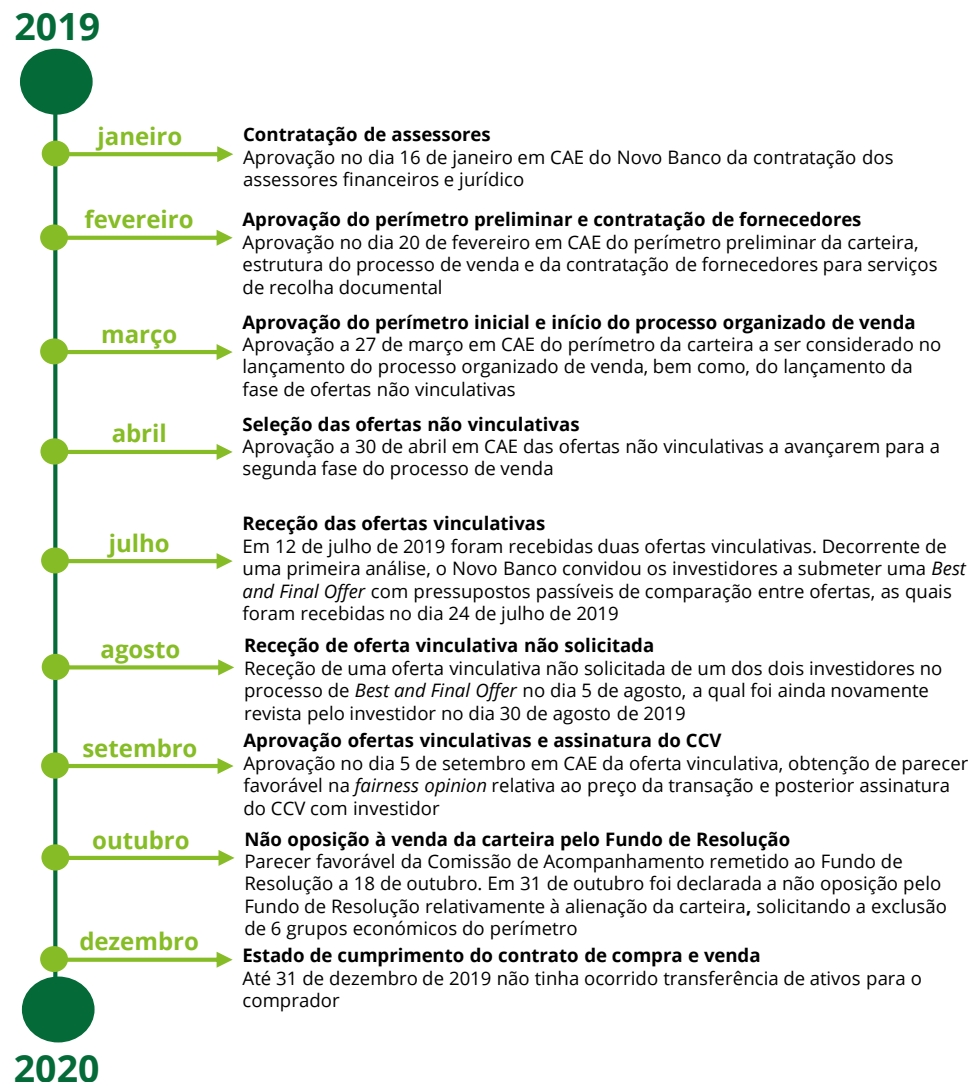 2019
janeiro
Contratação de assessores
Aprovação no dia 16 de janeiro em CAE do Novo Banco da contratação dos
assessores financeiros e jurídico
fevereiro
Aprovação do perímetro preliminar e contratação de fornecedores
Aprovação no dia 20 de fevereiro em CAE do perímetro preliminar da carteira,
estrutura do processo de venda e da contratação de fornecedores para serviços
de recolha documental
março
Aprovação do perímetro inicial e início do processo organizado de venda
Aprovação a 27 de março em CAE do perímetro da carteira a ser considerado no
lançamento do processo organizado de venda, bem como, do lançamento da
fase de ofertas não vinculativas
abril
Seleção das ofertas não vinculativas
Aprovação a 30 de abril em CAE das ofertas não vinculativas a avançarem para a
segunda fase do processo de venda
julho
Receção das ofertas vinculativas
Em 12 de julho de 2019 foram recebidas duas ofertas vinculativas. Decorrente de
uma primeira análise, o Novo Banco convidou os investidores a submeter uma Best
and Final Offer com pressupostos passíveis de comparação entre ofertas, as quais
foram recebidas no dia 24 de julho de 2019
agosto
Receção de oferta vinculativa não solicitada
Receção de uma oferta vinculativa não solicitada de um dos dois investidores no
processo de Best and Final Offer no dia 5 de agosto, a qual foi ainda novamente
revista pelo investidor no dia 30 de agosto de 2019
setembro
Aprovação ofertas vinculativas e assinatura do CCV
Aprovação no dia 5 de setembro em CAE da oferta vinculativa, obtenção de parecer
favorável na fairness opinion relativa ao preço da transação e posterior assinatura
do CCV com investidor
outubro
Não oposição à venda da carteira pelo Fundo de Resolução
Parecer favorável da Comissão de Acompanhamento remetido ao Fundo de
Resolução a 18 de outubro. Em 31 de outubro foi declarada a não oposição pelo
Fundo de Resolução relativamente à alienação da carteira, solicitando a exclusão
de 6 grupos económicos do perímetro
dezembro
Estado de cumprimento do contrato de compra e venda
Até 31 de dezembro de 2019 não tinha ocorrido transferência de ativos para o
comprador
2020